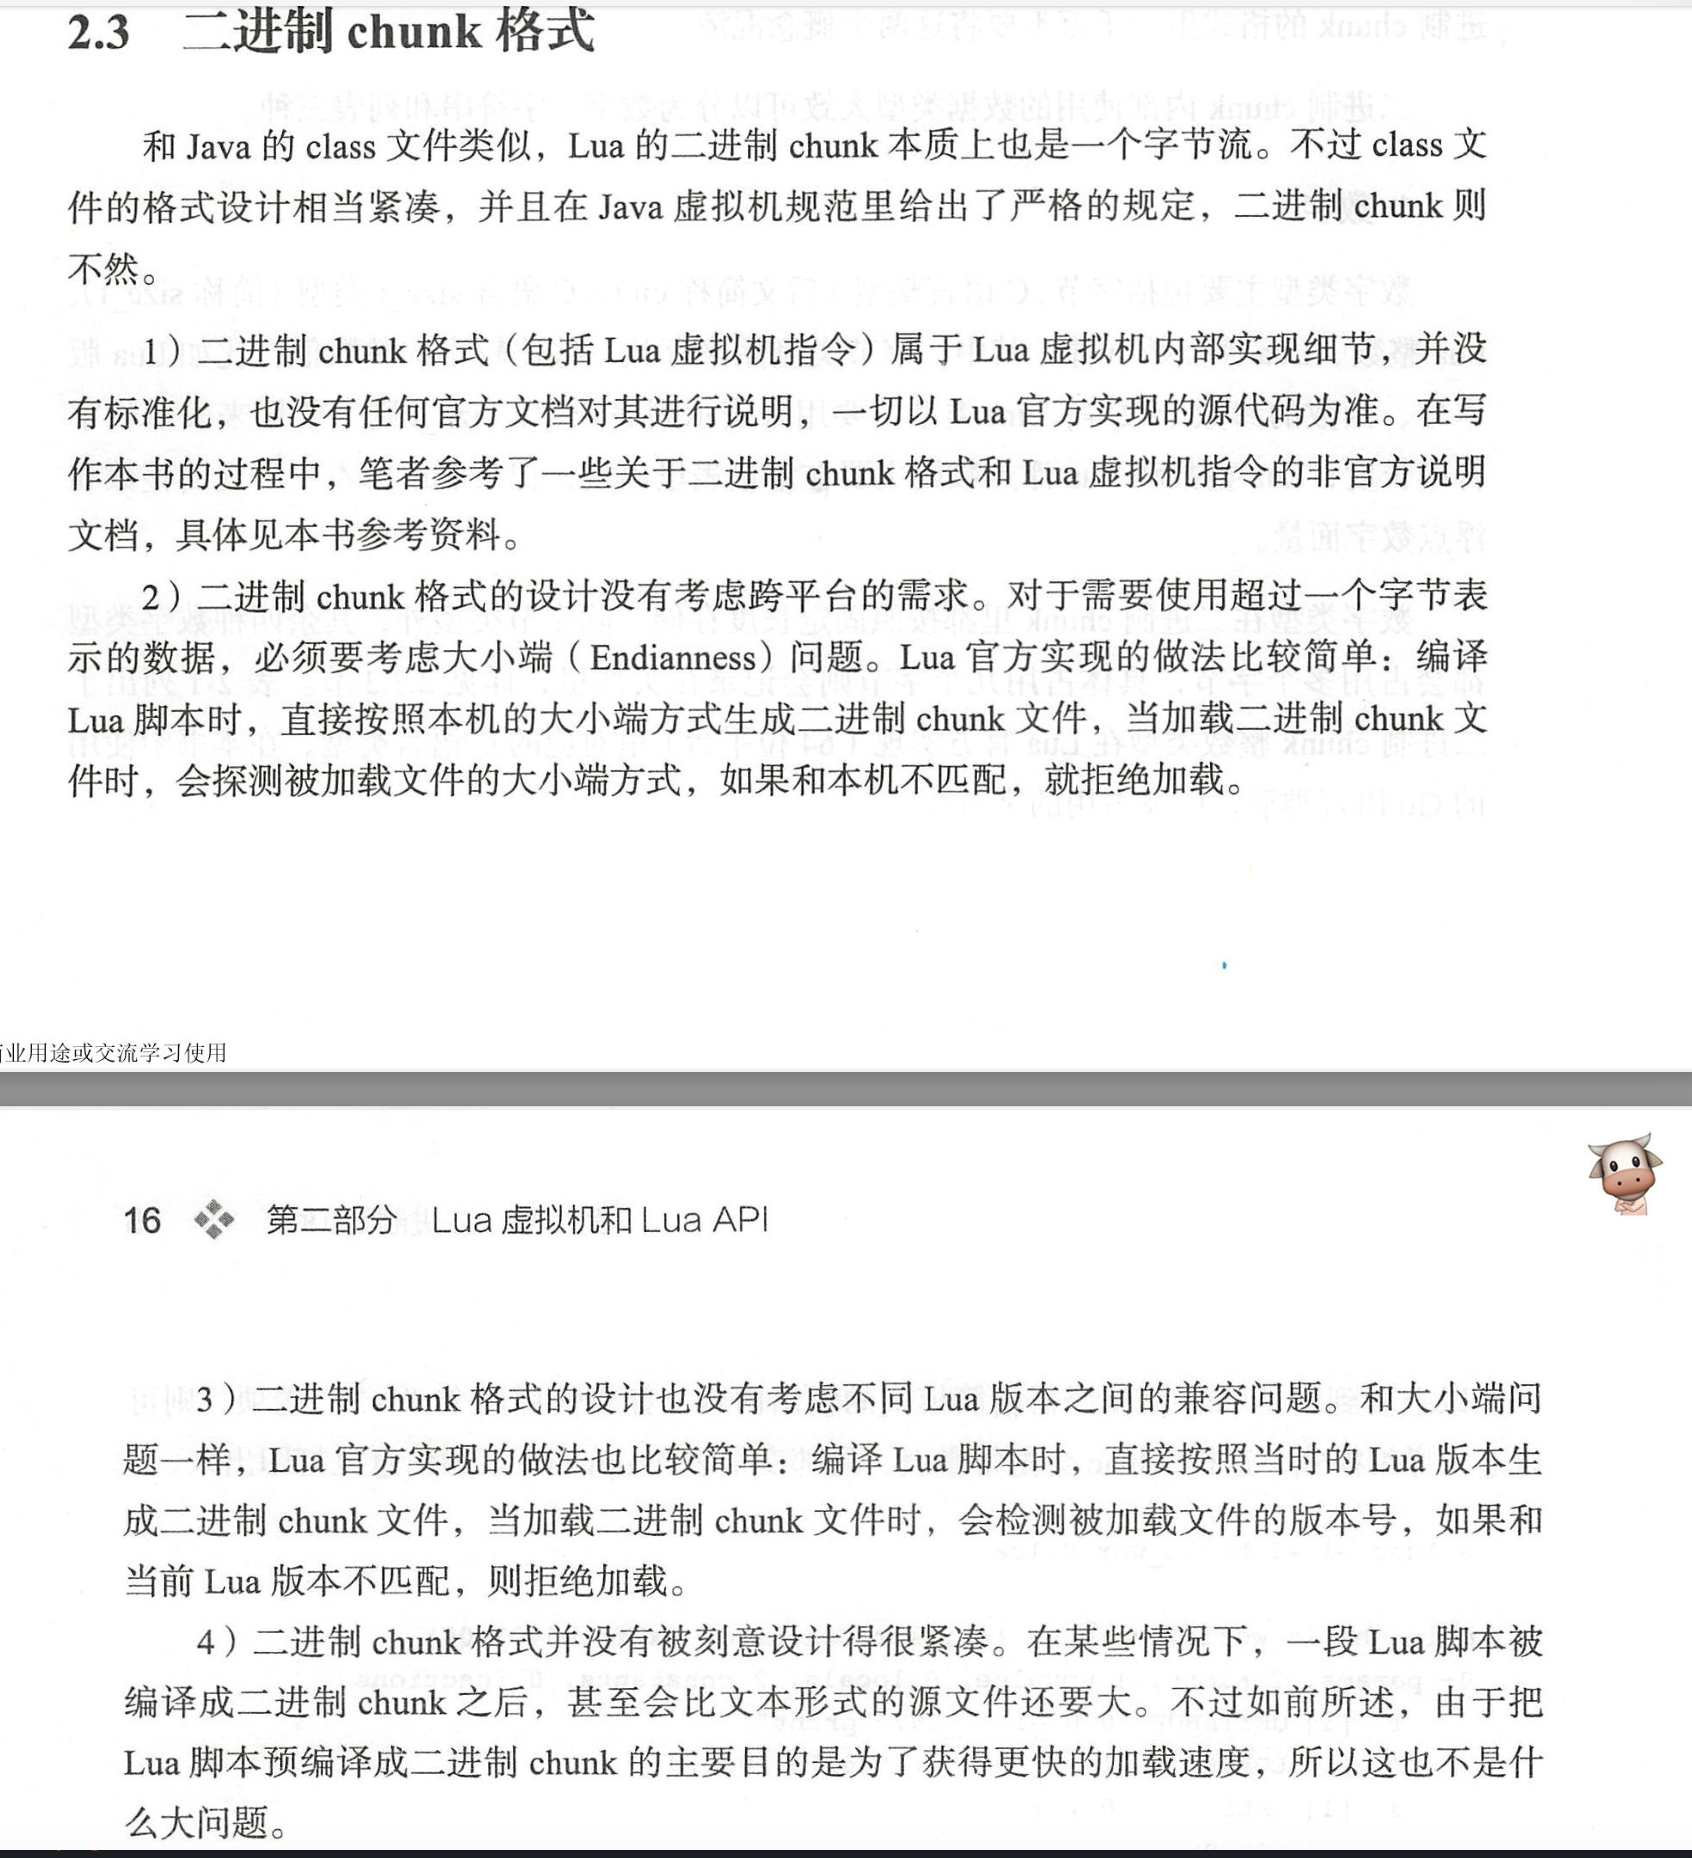 2.3 二进制 chunk 格式
和 Java 的 class 文件类似，Lua 的二进制 chunk 本质上也是一个字节流。不过 class 文
件的格式设计相当紧凑，并且在 Java 虚拟机规范里给出了严格的规定，二进制 chunk 则
不然。
1）二进制 chunk 格式（包括 Lua 虚拟机指令）属于 Lua 虚拟机内部实现细节，并没
有标准化，也没有任何官方文档对其进行说明，一切以 Lua 官方实现的源代码为准。在写
作本书的过程中，笔者参考了一些关于二进制 chunk 格式和 Lua 虚拟机指令的非官方说明
文档，具体见本书参考资料。
2）二进制 chunk 格式的设计没有考虑跨平台的需求。对于需要使用超过一个字节表
示的数据，必须要考虑大小端（Endianness）问题。Lua 官方实现的做法比较简单：编译
Lua 脚本时，直接按照本机的大小端方式生成二进制 chunk 文件，当加载二进制 chunk 文
件时，会探测被加载文件的大小端方式，如果和本机不匹配，就拒绝加载。
业用途或交流学习使用
16 第二部分 Lua 虚拟机和 Lua API
3）二进制 chunk 格式的设计也没有考虑不同 Lua 版本之间的兼容问题。和大小端问
题一样，Lua 官方实现的做法也比较简单：编译 Lua 脚本时，直接按照当时的 Lua 版本生
成二进制 chunk 文件，当加载二进制 chunk 文件时，会检测被加载文件的版本号，如果和
当前 Lua 版本不匹配，则拒绝加载。
4）二进制 chunk 格式并没有被刻意设计得很紧凑。在某些情况下，一段 Lua 脚本被
编译成二进制 chunk 之后，甚至会比文本形式的源文件还要大。不过如前所述，由于把
Lua 脚本预编译成二进制 chunk 的主要目的是为了获得更快的加载速度，所以这也不是什
么大问题。